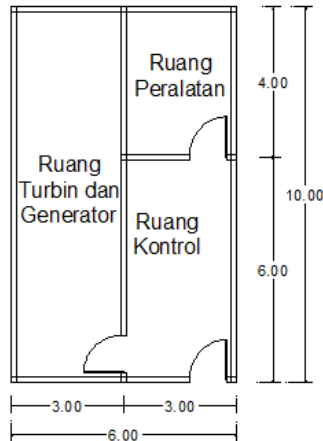 Ruang
Peralatan
4.00
Ruang
Turbin dan
Generator
10.00
Ruang
Kontrol
6.00
3.00
3.00
6.00